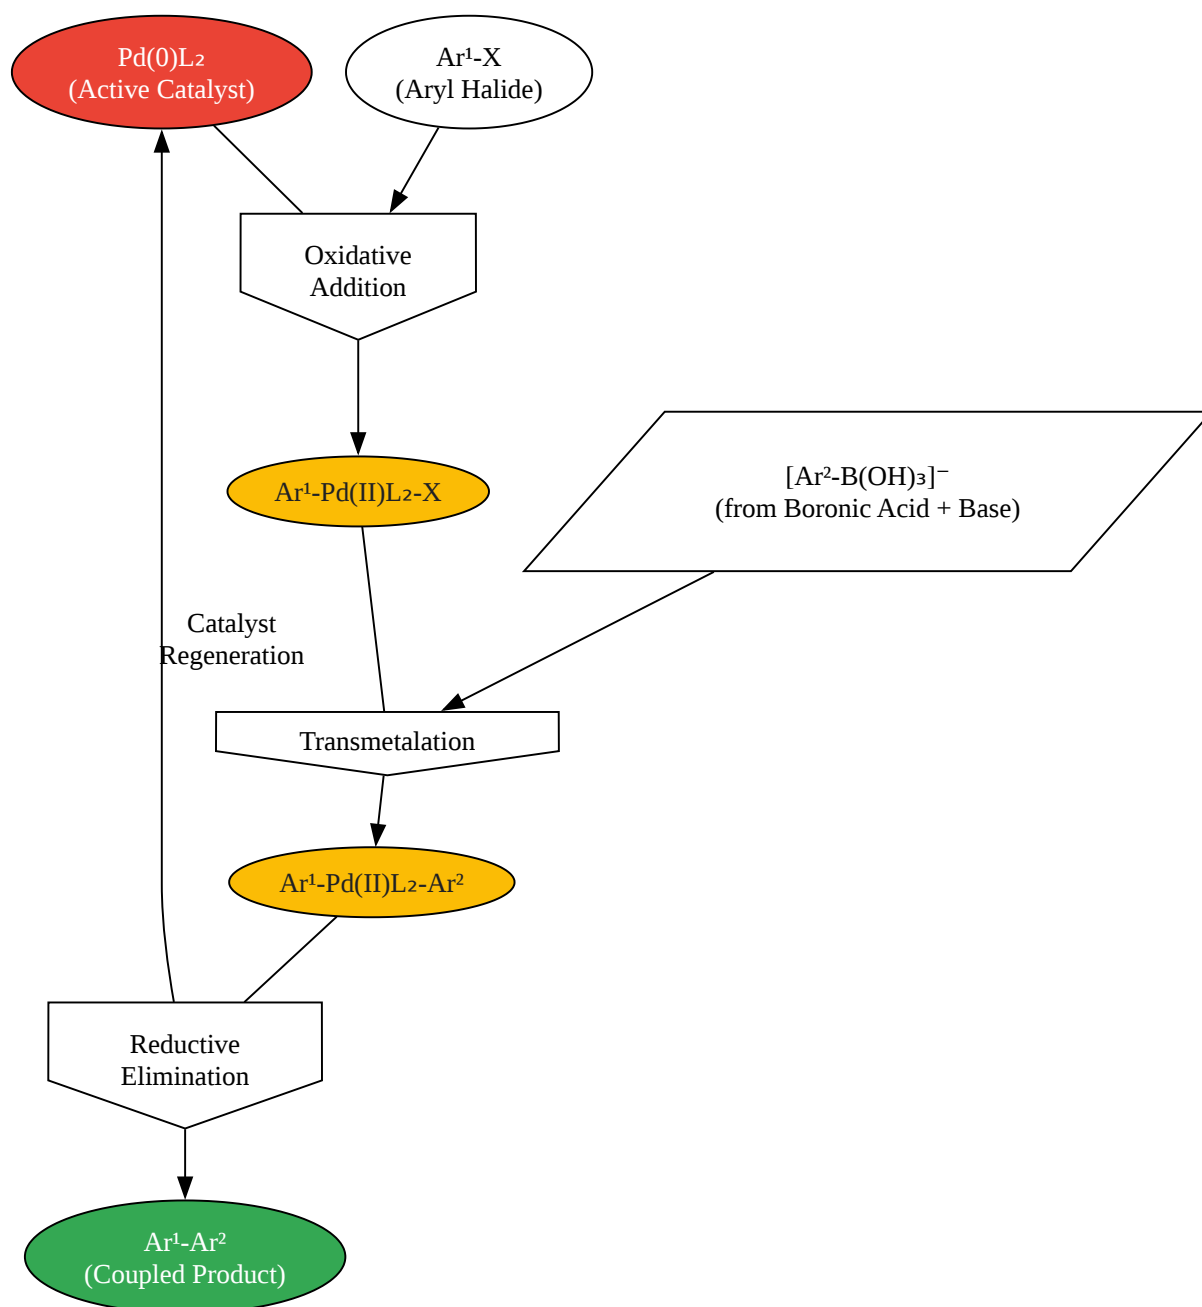 Pd(0)L₂
(Active Catalyst)
Ar¹-X
(Aryl Halide)
Oxidative
Addition
[Ar²-B(OH)₃]⁻
(from Boronic Acid + Base)
Ar¹-Pd(II)L₂-X
Catalyst
Regeneration
Transmetalation
Ar¹-Pd(II)L₂-Ar²
Reductive
Elimination
Ar¹-Ar²
(Coupled Product)